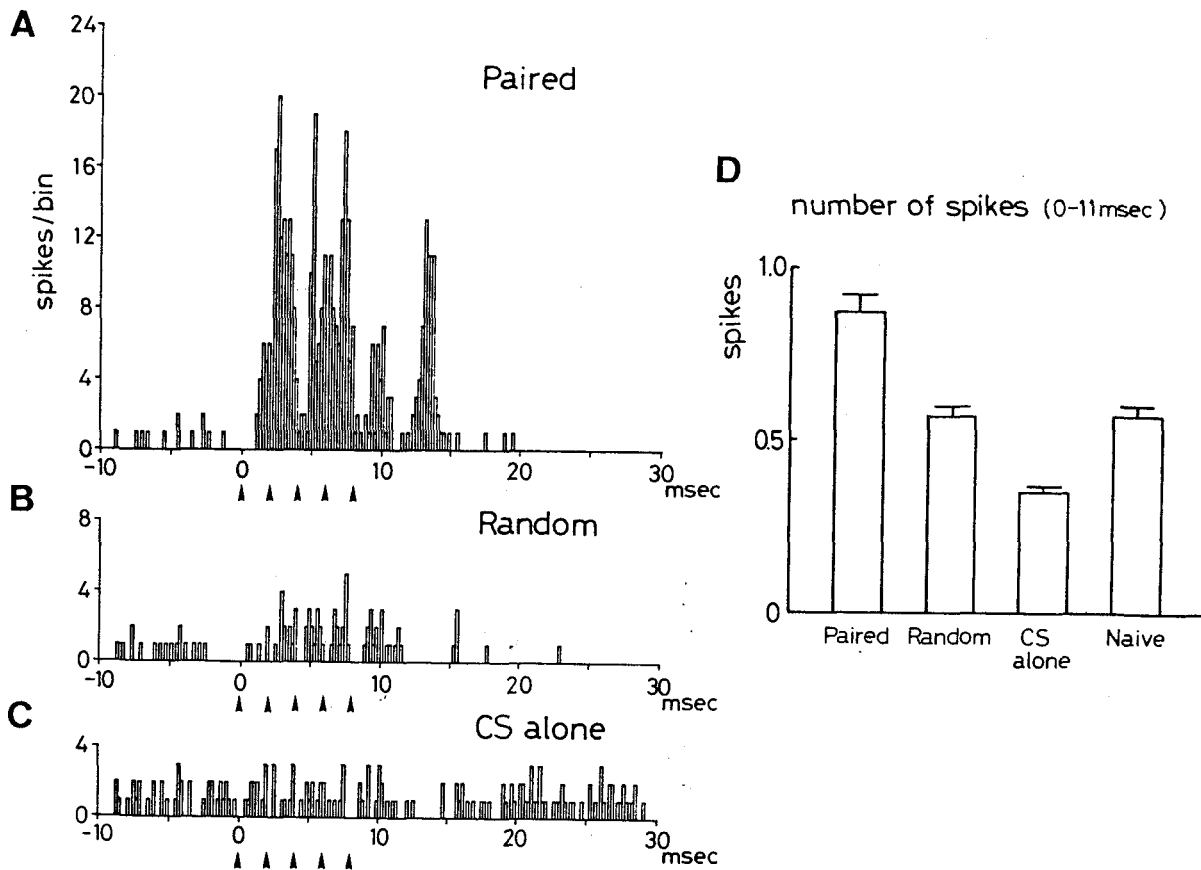 A
Paired
spikes/bin
24
20
16
12
8
4
0
-10 0 10 20 30
msec
B
Random
8
4
0
-10 0 10 20 30
msec
C
CS alone
4
0
-10 0 10 20 30
msec
D
number of spikes (0-11msec)
spikes
1.0
0.5
0
Paired Random CS alone Naive